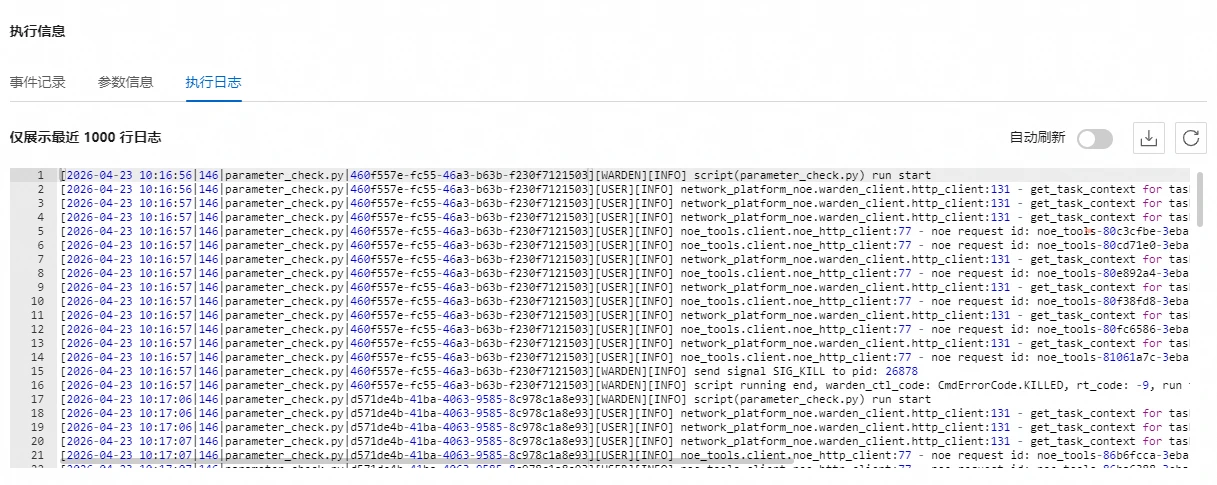 执行信息
事件记录 参数信息 执行日志
仅展示最近 1000 行日志 自动刷新
1 [2026-04-23 10:16:56|146|parameter_check.py|460f557e-fc55-46a3-b63b-f230f7121503][WARDEN][INFO] script(parameter_check.py) run start
2 [2026-04-23 10:16:56|146|parameter_check.py|460f557e-fc55-46a3-b63b-f230f7121503][USER][INFO] network_platform_noe.warden_client.http_client:131 - get_task_context for tas
3 [2026-04-23 10:16:57|146|parameter_check.py|460f557e-fc55-46a3-b63b-f230f7121503][USER][INFO] network_platform_noe.warden_client.http_client:131 - get_task_context for tas
4 [2026-04-23 10:16:57|146|parameter_check.py|460f557e-fc55-46a3-b63b-f230f7121503][USER][INFO] network_platform_noe.warden_client.http_client:131 - get_task_context for tas
5 [2026-04-23 10:16:57|146|parameter_check.py|460f557e-fc55-46a3-b63b-f230f7121503][USER][INFO] noe_tools.client.noe_http_client:77 - noe request id: noe_tools-80c3cfbe-3eba
6 [2026-04-23 10:16:57|146|parameter_check.py|460f557e-fc55-46a3-b63b-f230f7121503][USER][INFO] noe_tools.client.noe_http_client:77 - noe request id: noe_tools-80cd71e0-3eba
7 [2026-04-23 10:16:57|146|parameter_check.py|460f557e-fc55-46a3-b63b-f230f7121503][USER][INFO] network_platform_noe.warden_client.http_client:131 - get_task_context for tas
8 [2026-04-23 10:16:57|146|parameter_check.py|460f557e-fc55-46a3-b63b-f230f7121503][USER][INFO] noe_tools.client.noe_http_client:77 - noe request id: noe_tools-80e892a4-3eba
9 [2026-04-23 10:16:57|146|parameter_check.py|460f557e-fc55-46a3-b63b-f230f7121503][USER][INFO] network_platform_noe.warden_client.http_client:131 - get_task_context for tas
10 [2026-04-23 10:16:57|146|parameter_check.py|460f557e-fc55-46a3-b63b-f230f7121503][USER][INFO] noe_tools.client.noe_http_client:77 - noe request id: noe_tools-80f38fd8-3eba
11 [2026-04-23 10:16:57|146|parameter_check.py|460f557e-fc55-46a3-b63b-f230f7121503][USER][INFO] network_platform_noe.warden_client.http_client:131 - get_task_context for tas
12 [2026-04-23 10:16:57|146|parameter_check.py|460f557e-fc55-46a3-b63b-f230f7121503][USER][INFO] noe_tools.client.noe_http_client:77 - noe request id: noe_tools-80fc6586-3eba
13 [2026-04-23 10:16:57|146|parameter_check.py|460f557e-fc55-46a3-b63b-f230f7121503][USER][INFO] network_platform_noe.warden_client.http_client:131 - get_task_context for tas
14 [2026-04-23 10:16:57|146|parameter_check.py|460f557e-fc55-46a3-b63b-f230f7121503][USER][INFO] noe_tools.client.noe_http_client:77 - noe request id: noe_tools-81061a7c-3eba
15 [2026-04-23 10:16:57|146|parameter_check.py|460f557e-fc55-46a3-b63b-f230f7121503][WARDEN][INFO] send signal SIG_KILL to pid: 26878
16 [2026-04-23 10:16:57|146|parameter_check.py|460f557e-fc55-46a3-b63b-f230f7121503][WARDEN][INFO] script running end, warden_ctl_code: CmdErrorCode.KILLED, rt_code: -9, run
17 [2026-04-23 10:17:06|146|parameter_check.py|d571de4b-41ba-4063-9585-8c978c1a8e93][WARDEN][INFO] script(parameter_check.py) run start
18 [2026-04-23 10:17:06|146|parameter_check.py|d571de4b-41ba-4063-9585-8c978c1a8e93][USER][INFO] network_platform_noe.warden_client.http_client:131 - get_task_context for tas
19 [2026-04-23 10:17:06|146|parameter_check.py|d571de4b-41ba-4063-9585-8c978c1a8e93][USER][INFO] network_platform_noe.warden_client.http_client:131 - get_task_context for tas
20 [2026-04-23 10:17:07|146|parameter_check.py|d571de4b-41ba-4063-9585-8c978c1a8e93][USER][INFO] network_platform_noe.warden_client.http_client:131 - get_task_context for tas
21 [2026-04-23 10:17:07|146|parameter_check.py|d571de4b-41ba-4063-9585-8c978c1a8e93][USER][INFO] noe_tools.client.noe_http_client:77 - noe request id: noe_tools-86b6fcca-3eba